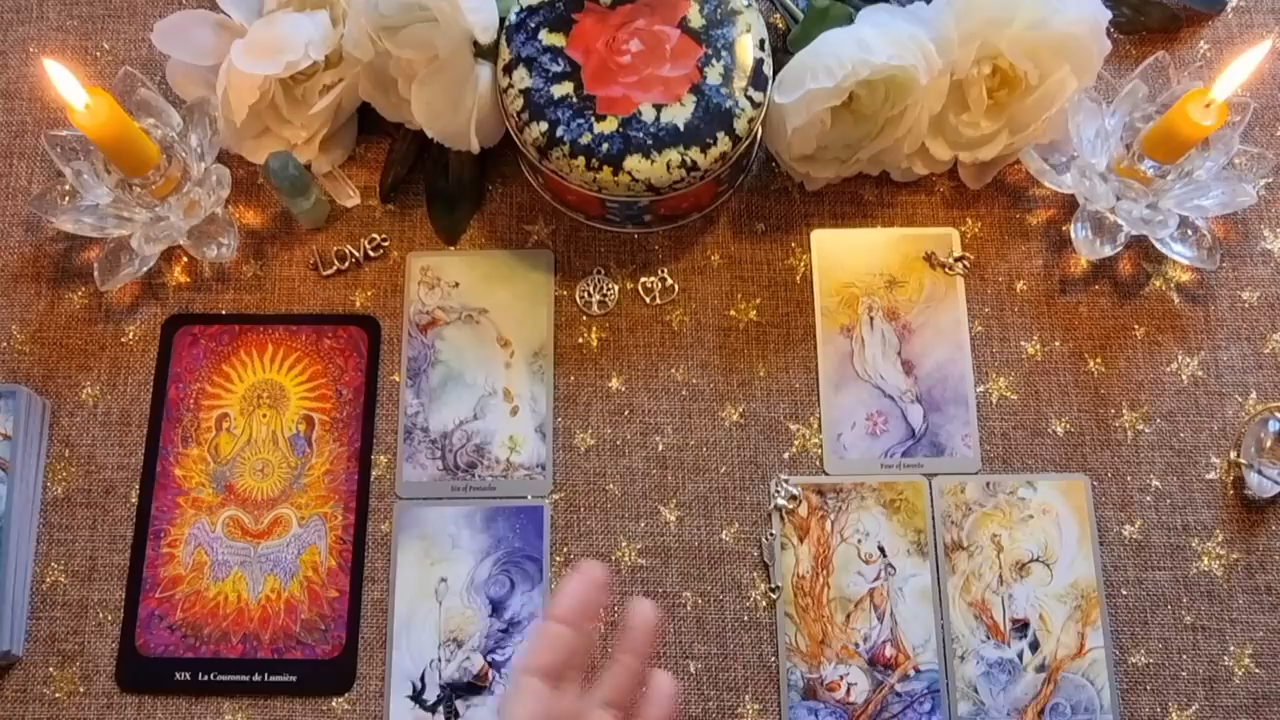 Love
Six of Pentacles
Four of Swords
XIX La Couronne de Lumière